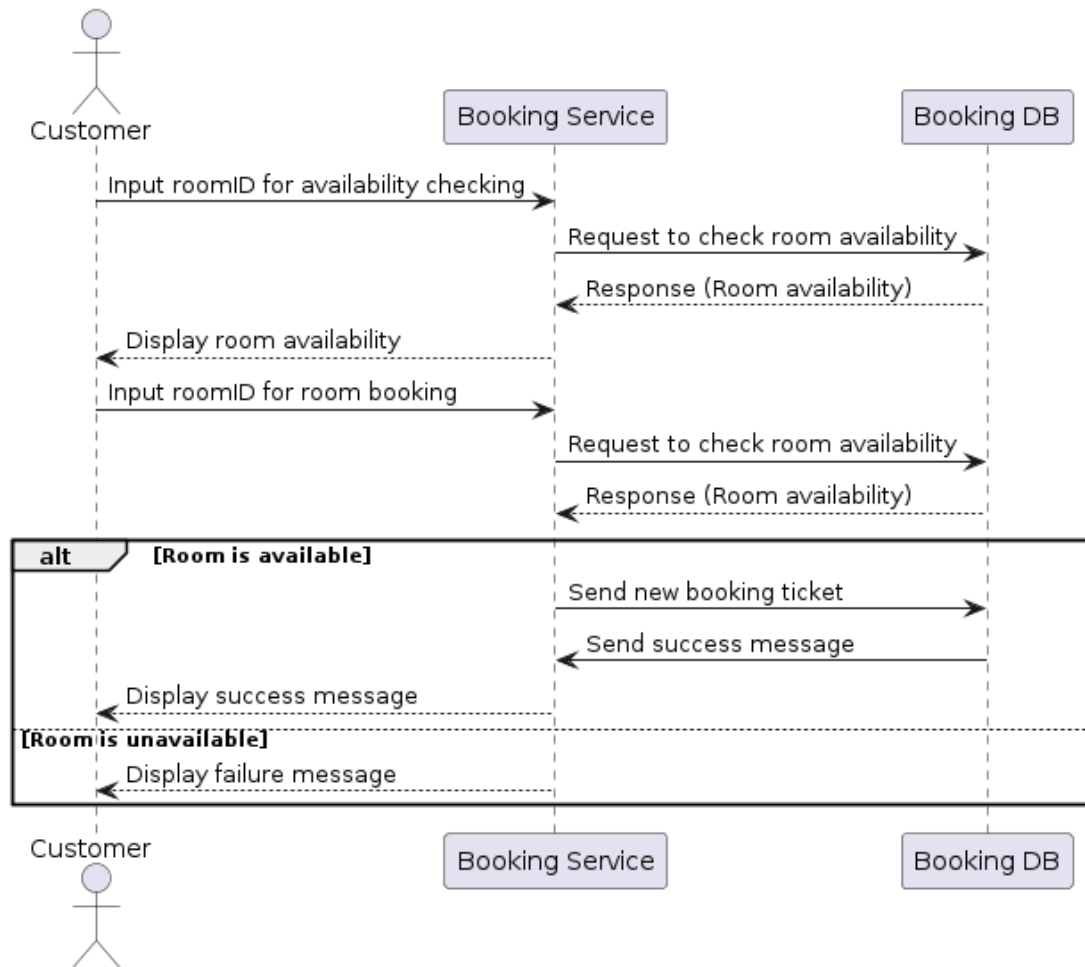 Customer
Booking Service
Booking DB
Input roomID for availability checking
Request to check room availability
Response (Room availability)
Display room availability
Input roomID for room booking
Request to check room availability
Response (Room availability)
alt [Room is available]
Send new booking ticket
Send success message
Display success message
[Room is unavailable]
Display failure message
Customer
Booking Service
Booking DB